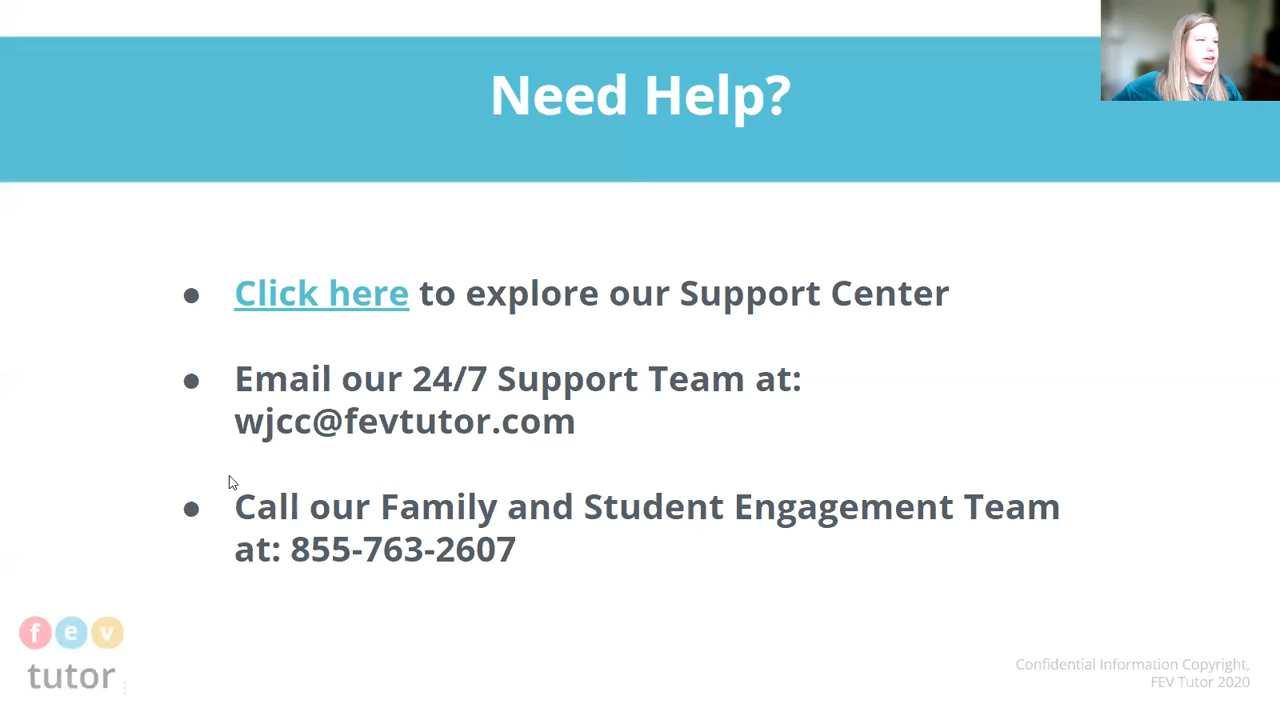 Need Help?
● Click here to explore our Support Center
● Email our 24/7 Support Team at:
wjcc@fevtutor.com
● Call our Family and Student Engagement Team
at: 855-763-2607
f e v
tutor
Confidential Information Copyright,
FEV Tutor 2020